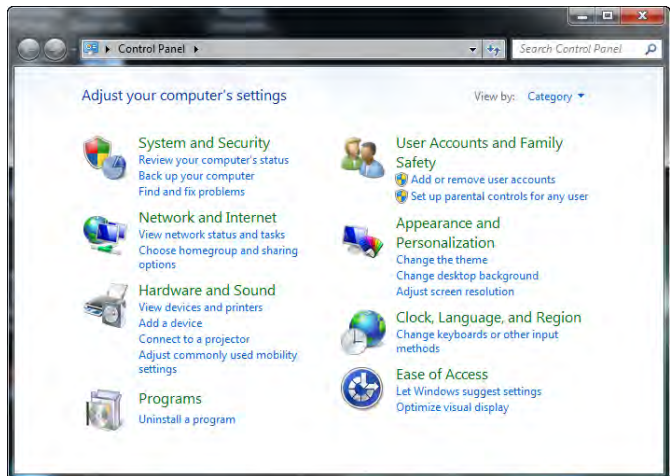 Control Panel
Search Control Panel
Adjust your computer's settings
View by: Category
System and Security
Review your computer's status
Back up your computer
Find and fix problems
Network and Internet
View network status and tasks
Choose homegroup and sharing
options
Hardware and Sound
View devices and printers
Add a device
Connect to a projector
Adjust commonly used mobility
settings
Programs
Uninstall a program
User Accounts and Family
Safety
Add or remove user accounts
Set up parental controls for any user
Appearance and
Personalization
Change the theme
Change desktop background
Adjust screen resolution
Clock, Language, and Region
Change keyboards or other input
methods
Ease of Access
Let Windows suggest settings
Optimize visual display